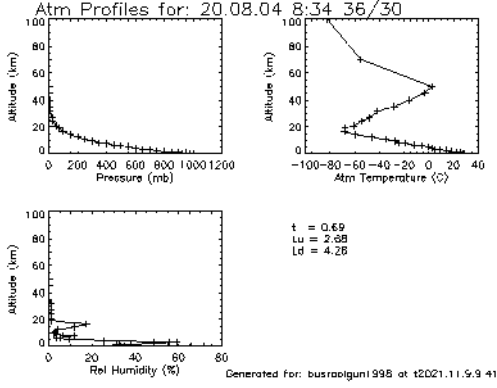 Atm Profiles for: 20.08.04 8:34 36/30
100
80
60
40
20
0
Altitude (km)
0 200 400 600 800 1000 1200
Pressure (mb)
100
80
60
40
20
0
Altitude (km)
-100 -80 -60 -40 -20 0 20 40
Atm Temperature (C)
100
80
60
40
20
0
Altitude (km)
0 20 40 60 80
Rel Humidity (%)
t = 0.69
Lu = 2.68
Ld = 4.26
Generated for: at t2021.11.9.9 41